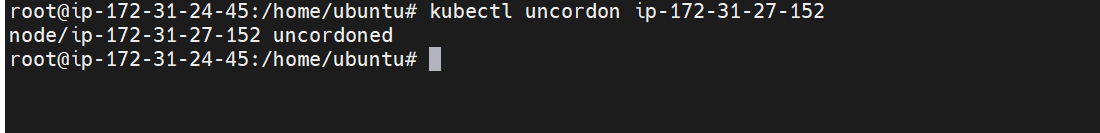 root@ip-172-31-24-45:/home/ubuntu# kubectl uncordon ip-172-31-27-152
node/ip-172-31-27-152 uncordoned
root@ip-172-31-24-45:/home/ubuntu#